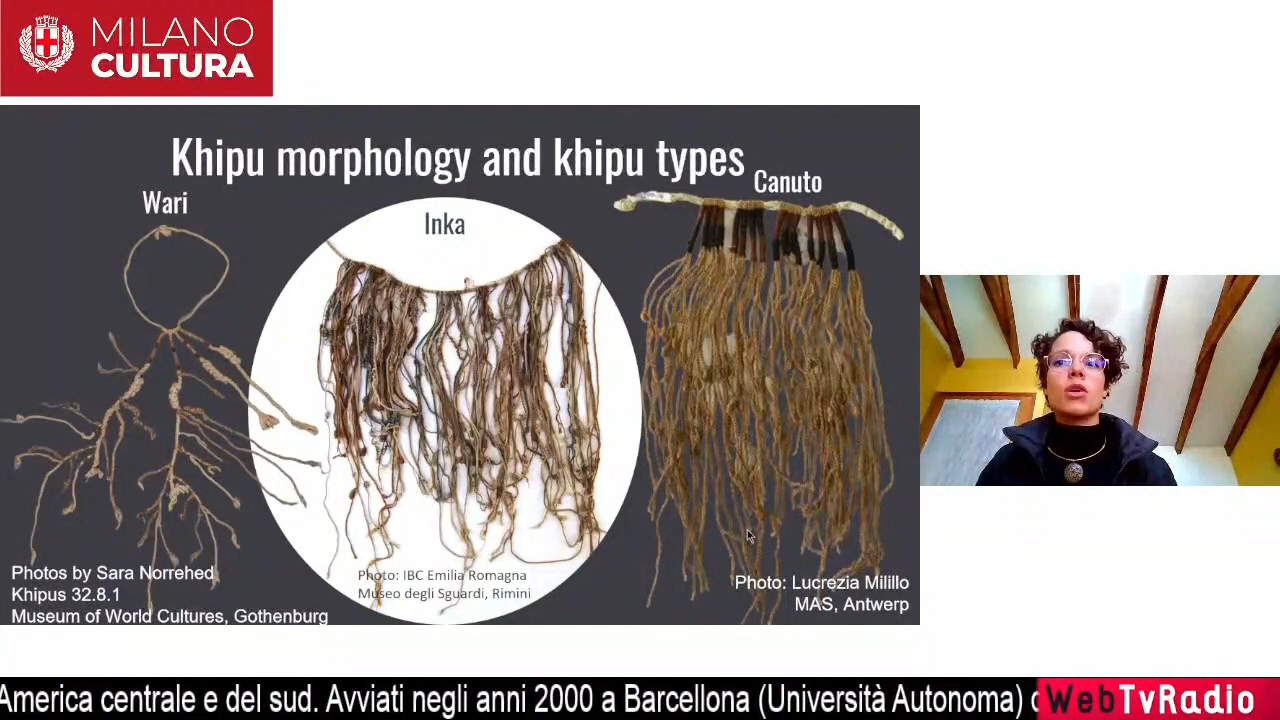 MILANO
CULTURA
Khipu morphology and khipu types
Wari
Inka
Canuto
Photos by Sara Norrehed
Khipus 32.8.1
Museum of World Cultures, Gothenburg
Photo: IBC Emilia Romagna
Museo degli Sguardi, Rimini
Photo: Lucrezia Milillo
MAS, Antwerp
America centrale e del sud. Avviati negli anni 2000 a Barcellona (Università Autonoma)
WebTvRadio